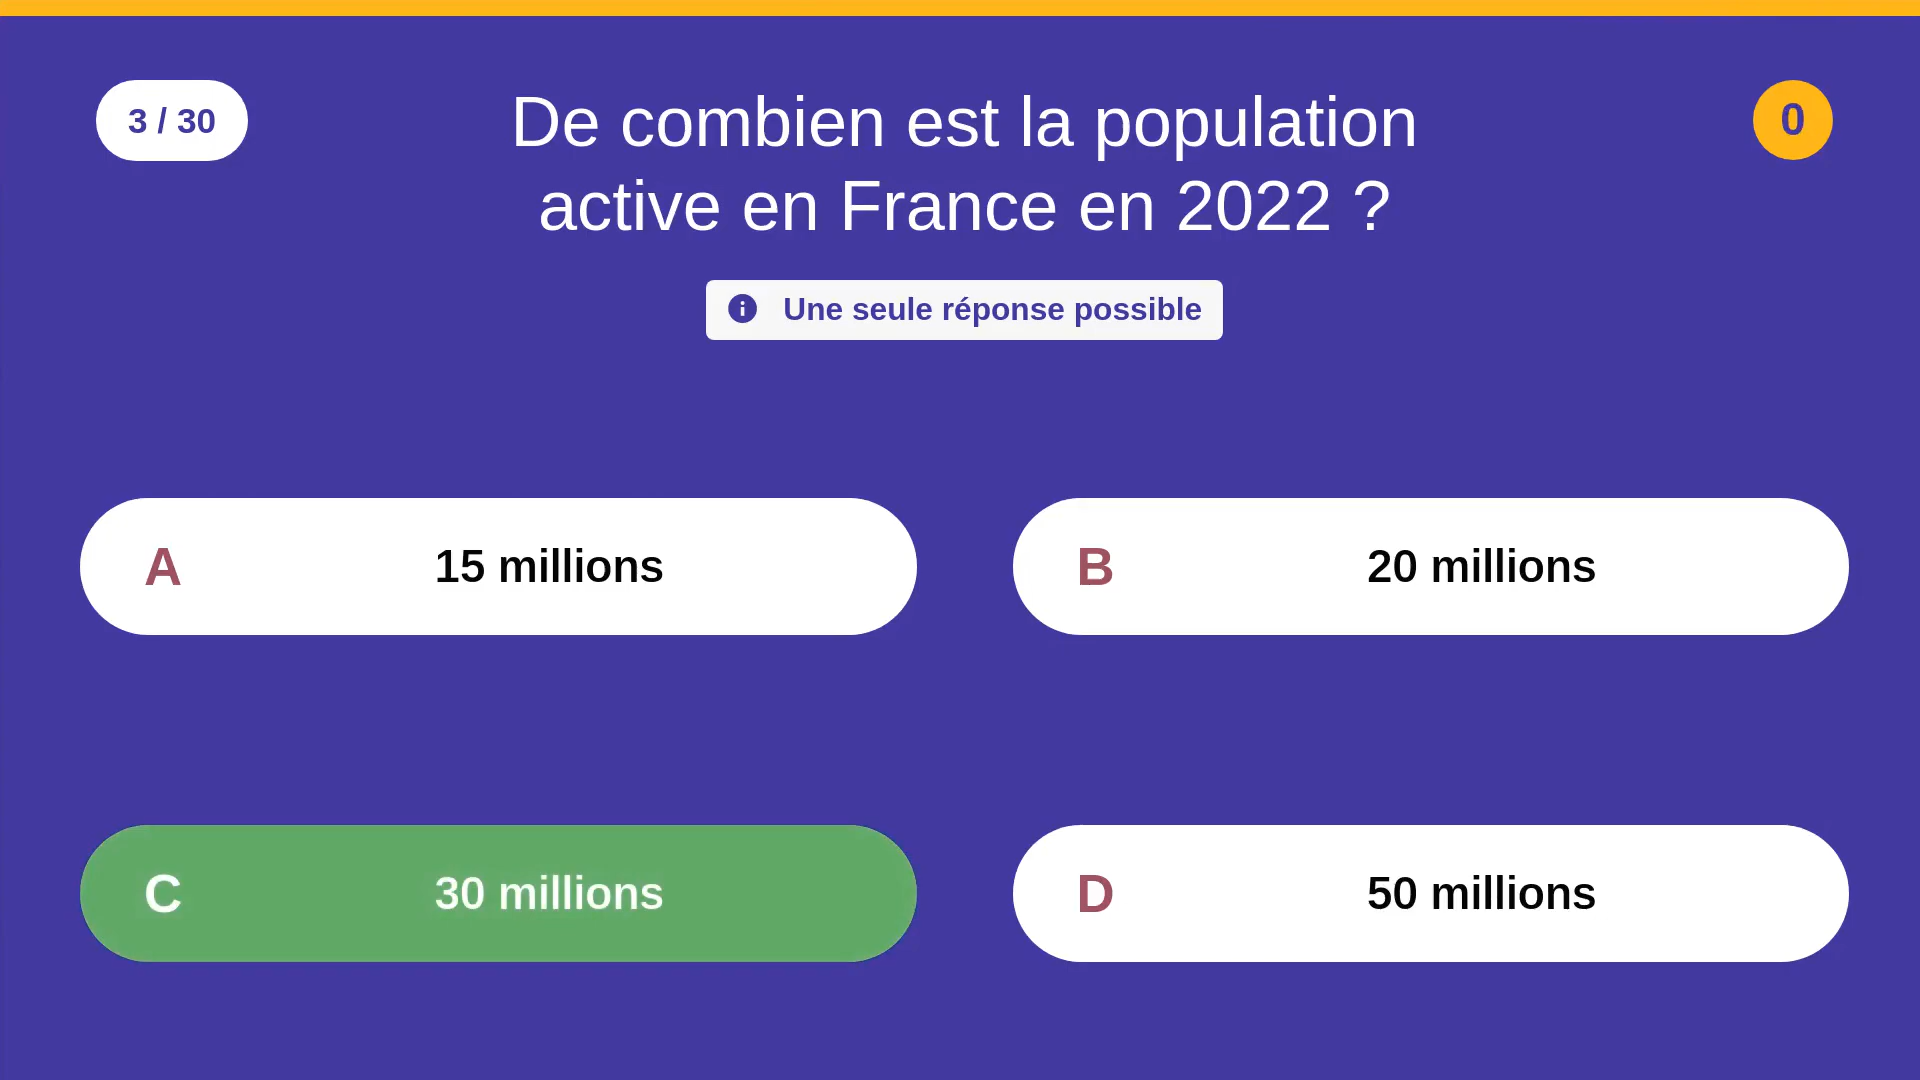 3 / 30
De combien est la population
active en France en 2022 ?
0
Une seule réponse possible
A 15 millions
B 20 millions
C 30 millions
D 50 millions